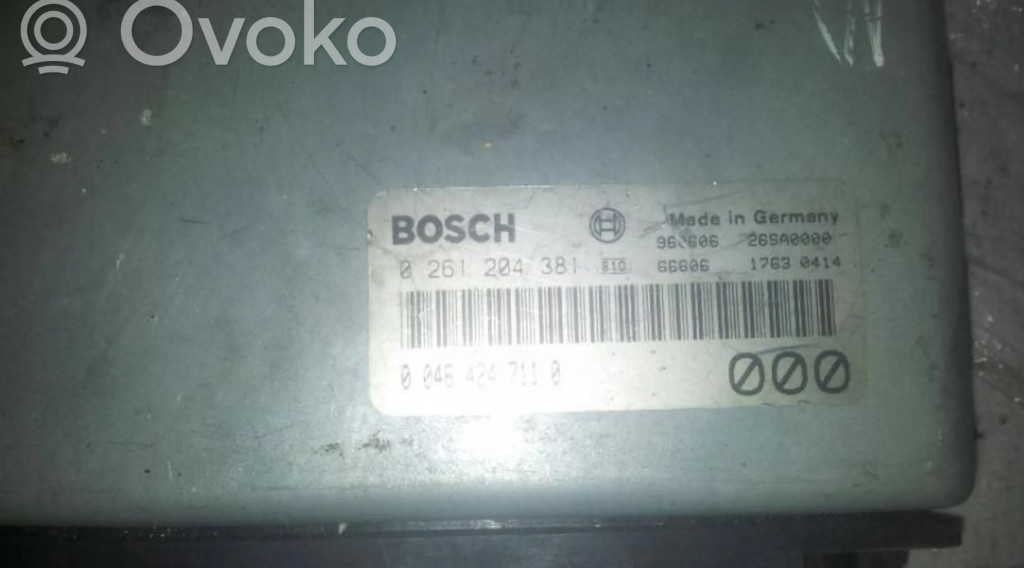 Ovoko
BOSCH Made in Germany
26SA0000
0 261 204 381 610 66606 1763 0414
0 046 424 711 0
000